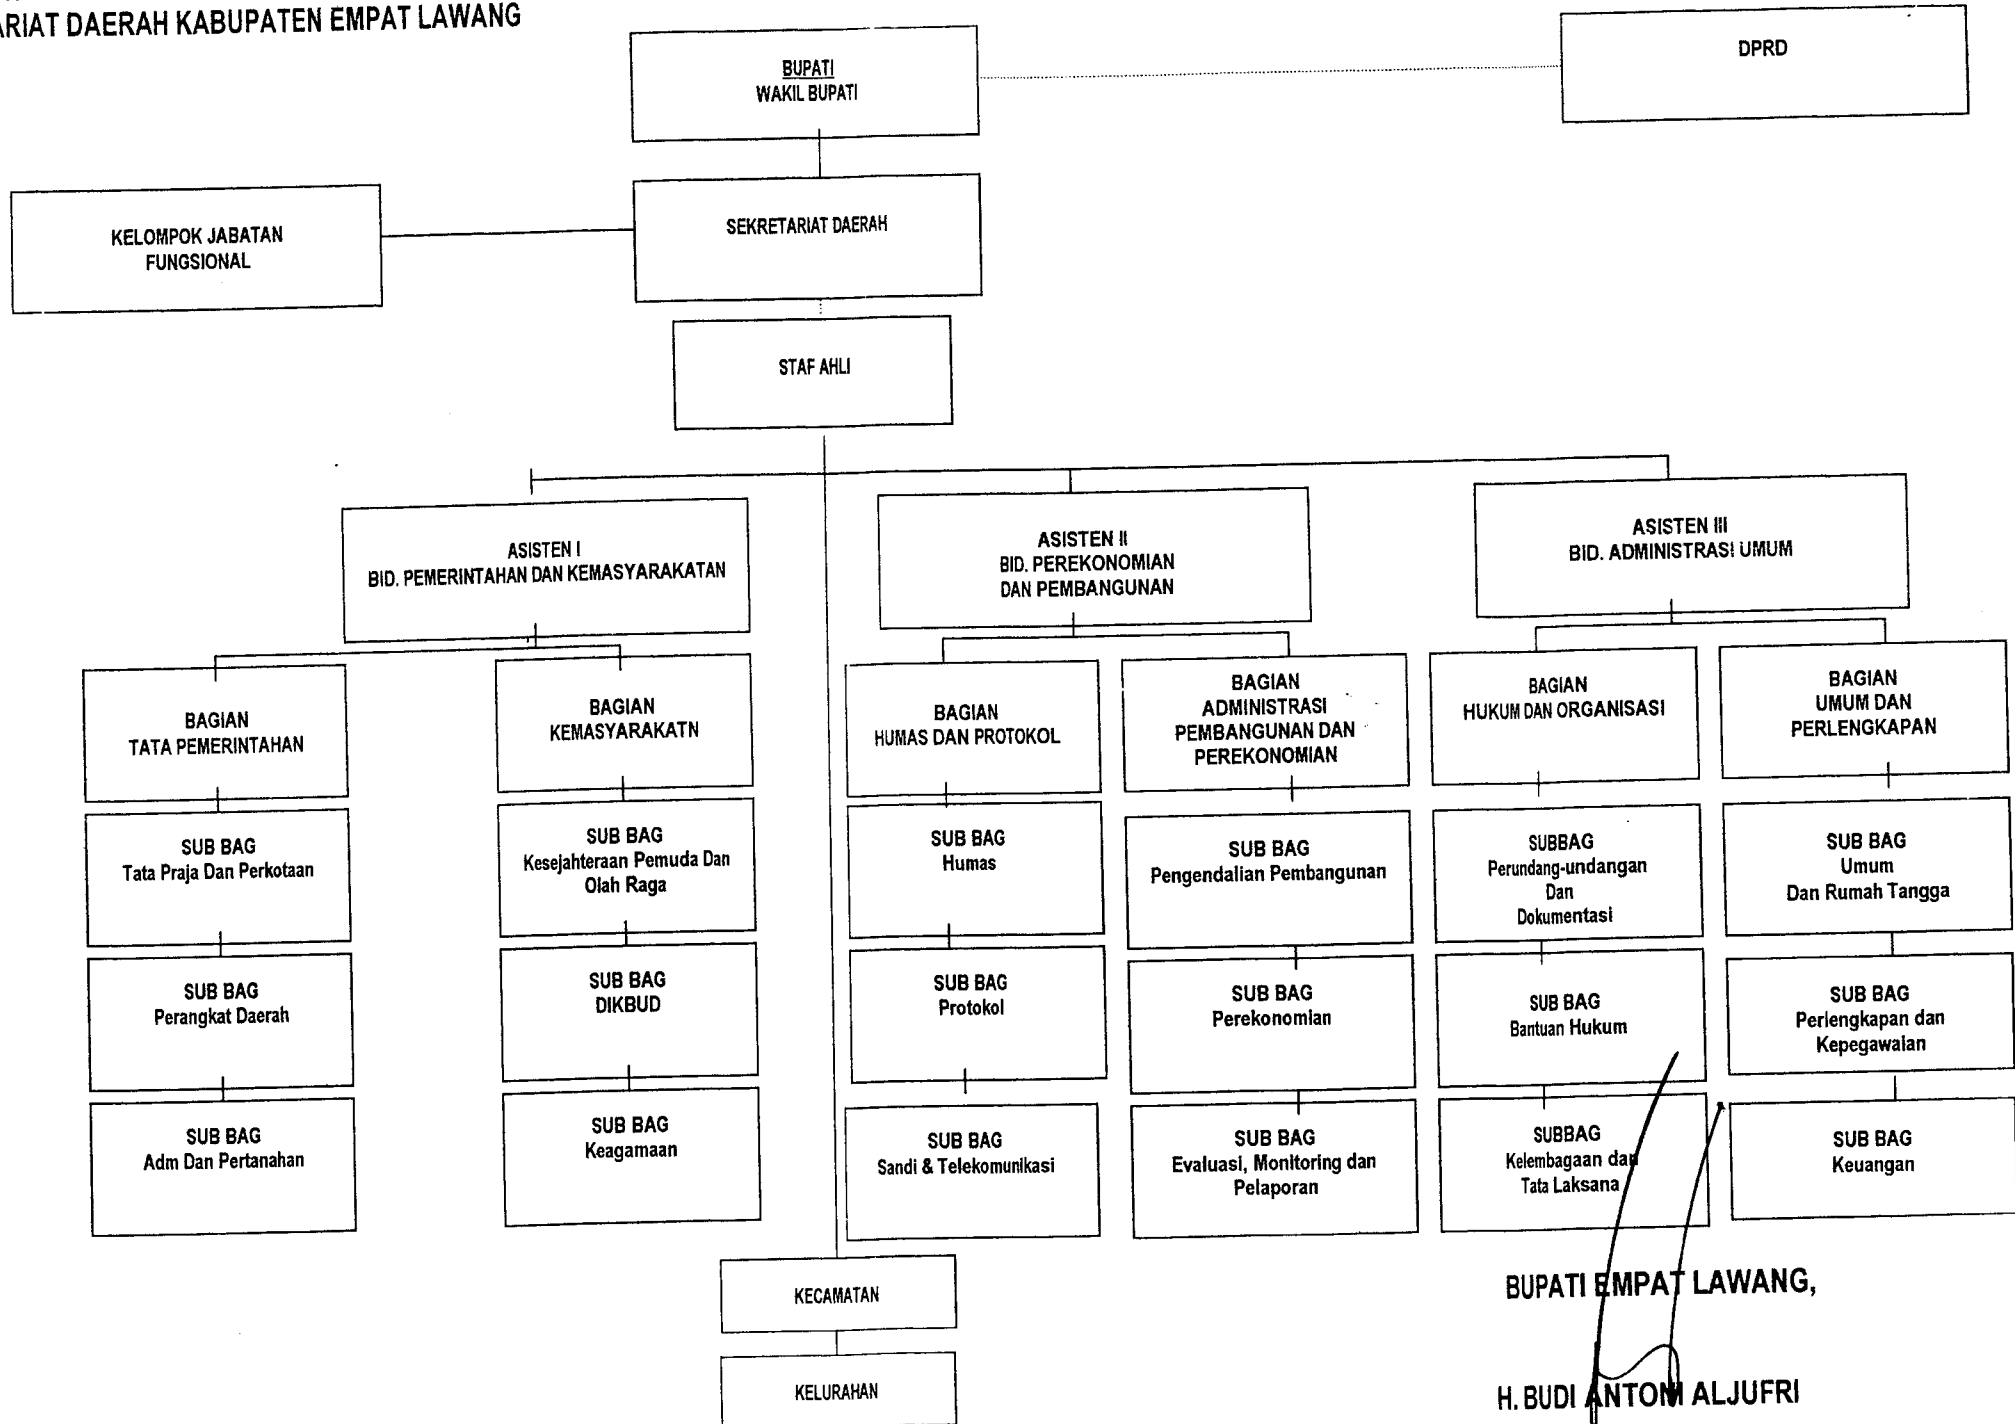 ARIAT DAERAH KABUPATEN EMPAT LAWANG
BUPATI
WAKIL BUPATI
DPRD
KELOMPOK JABATAN
FUNGSIONAL
SEKRETARIAT DAERAH
STAF AHLI
ASISTEN I
BID. PEMERINTAHAN DAN KEMASYARAKATAN
ASISTEN II
BID. PEREKONOMIAN
DAN PEMBANGUNAN
ASISTEN III
BID. ADMINISTRASI UMUM
BAGIAN
TATA PEMERINTAHAN
BAGIAN
KEMASYARAKATN
BAGIAN
HUMAS DAN PROTOKOL
BAGIAN
ADMINISTRASI
PEMBANGUNAN DAN
PEREKONOMIAN
BAGIAN
HUKUM DAN ORGANISASI
BAGIAN
UMUM DAN
PERLENGKAPAN
SUB BAG
Tata Praja Dan Perkotaan
SUB BAG
Kesejahteraan Pemuda Dan
Olah Raga
SUB BAG
Humas
SUB BAG
Pengendalian Pembangunan
SUBBAG
Perundang-undangan
Dan
Dokumentasi
SUB BAG
Umum
Dan Rumah Tangga
SUB BAG
Perangkat Daerah
SUB BAG
DIKBUD
SUB BAG
Protokol
SUB BAG
Perekonomian
SUB BAG
Bantuan Hukum
SUB BAG
Perlengkapan dan
Kepegawaian
SUB BAG
Adm Dan Pertanahan
SUB BAG
Keagamaan
SUB BAG
Sandi & Telekomunikasi
SUB BAG
Evaluasi, Monitoring dan
Pelaporan
SUBBAG
Kelembagaan dan
Tata Laksana
SUB BAG
Keuangan
KECAMATAN
KELURAHAN
BUPATI EMPAT LAWANG,
H. BUDI ANTONI ALJUFRI